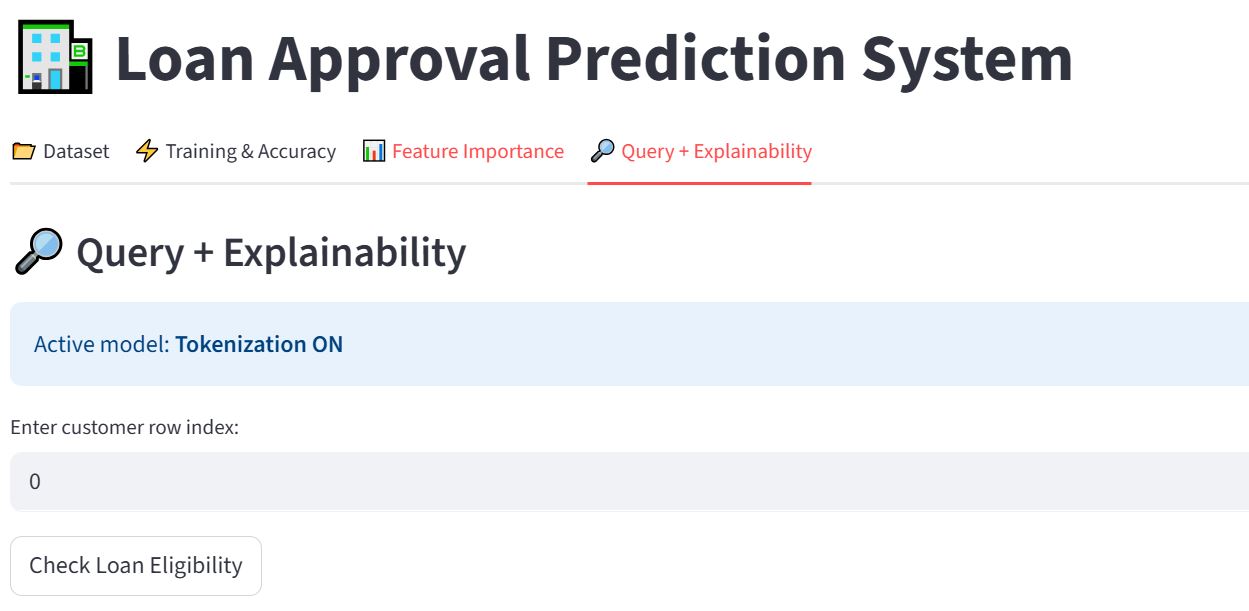 Loan Approval Prediction System
Dataset Training & Accuracy Feature Importance Query + Explainability
Query + Explainability
Active model: Tokenization ON
Enter customer row index:
0
Check Loan Eligibility